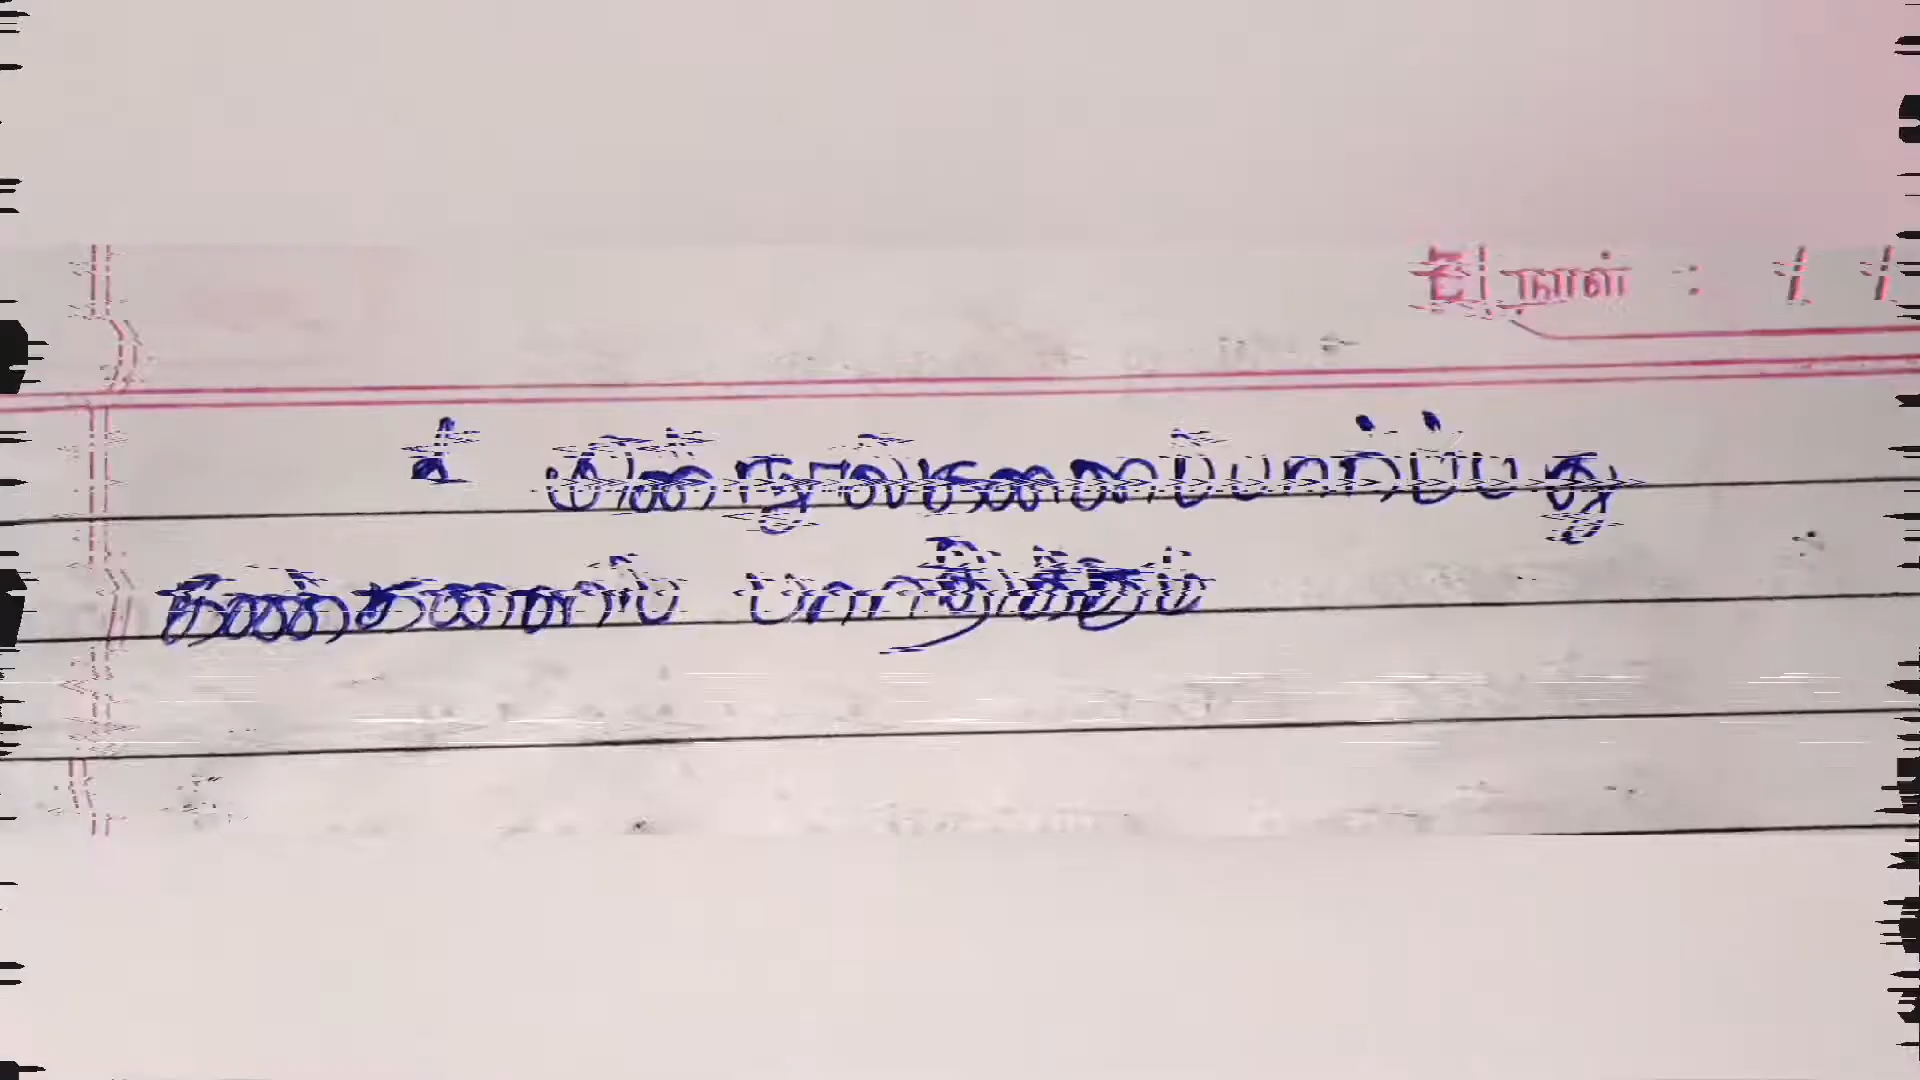 நாள் : / /
மின்நூல்களைப்பார்ப்பது
கண்களைப் பாதிக்கும்